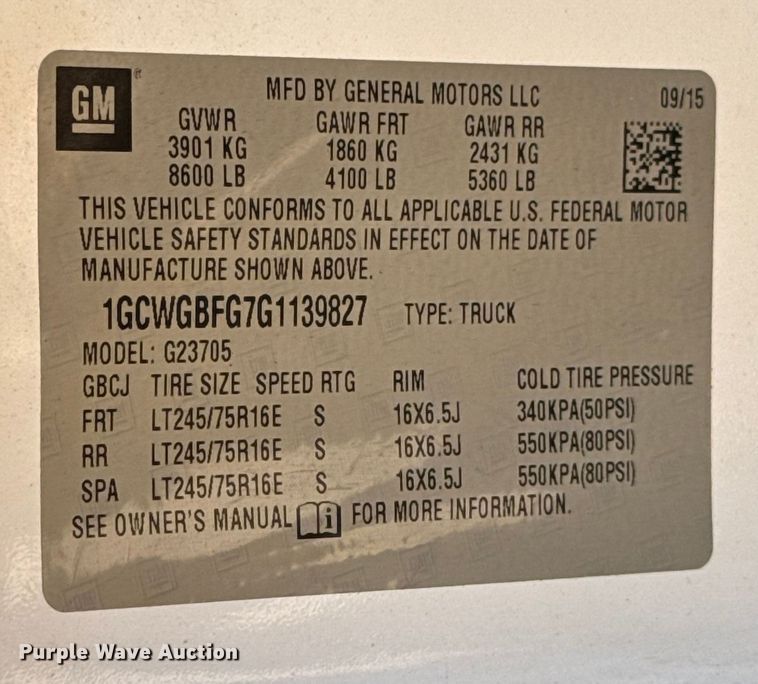 GM
MFD BY GENERAL MOTORS LLC 09/15
GVWR GAWR FRT GAWR RR
3901 KG 1860 KG 2431 KG
8600 LB 4100 LB 5360 LB
THIS VEHICLE CONFORMS TO ALL APPLICABLE U.S. FEDERAL MOTOR
VEHICLE SAFETY STANDARDS IN EFFECT ON THE DATE OF
MANUFACTURE SHOWN ABOVE.
1GCWGBFG7G1139827 TYPE: TRUCK
MODEL: G23705
GBCJ TIRE SIZE SPEED RTG RIM COLD TIRE PRESSURE
FRT LT245/75R16E S 16X6.5J 340KPA(50PSI)
RR LT245/75R16E S 16X6.5J 550KPA(80PSI)
SPA LT245/75R16E S 16X6.5J 550KPA(80PSI)
SEE OWNER'S MANUAL i FOR MORE INFORMATION.
Purple Wave Auction